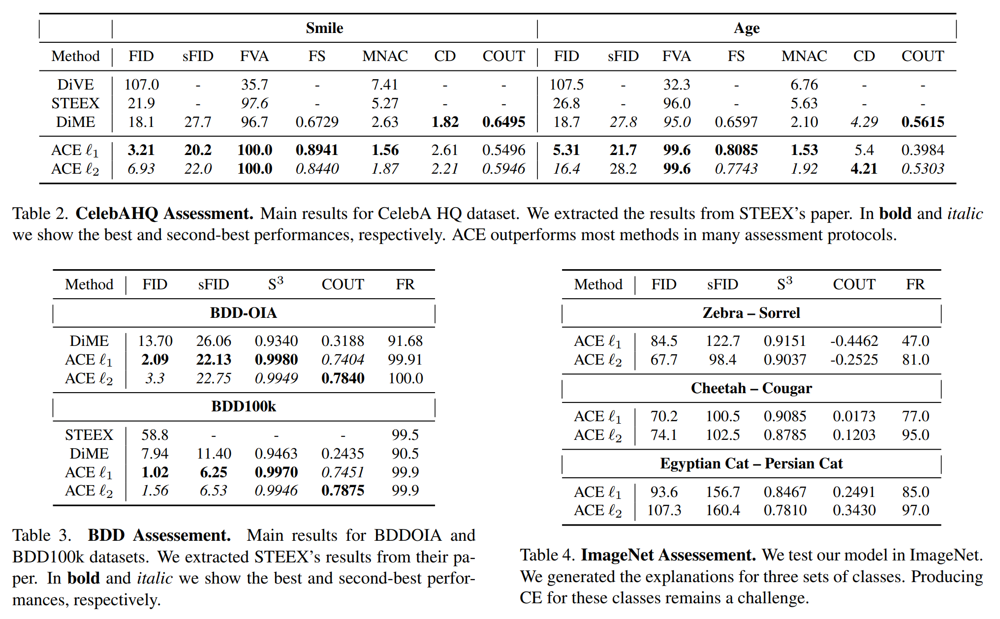 Smile Age
Method FID sFID FVA FS MNAC CD COUT FID sFID FVA FS MNAC CD COUT
DiVE 107.0 - 35.7 - 7.41 - - 107.5 - 32.3 - 6.76 - -
STEEX 21.9 - 97.6 - 5.27 - - 26.8 - 96.0 - 5.63 - -
DiME 18.1 27.7 96.7 0.6729 2.63 1.82 0.6495 18.7 27.8 95.0 0.6597 2.10 4.29 0.5615
ACE ℓ1 3.21 20.2 100.0 0.8941 1.56 2.61 0.5496 5.31 21.7 99.6 0.8085 1.53 5.4 0.3984
ACE ℓ2 6.93 22.0 100.0 0.8440 1.87 2.21 0.5946 16.4 28.2 99.6 0.7743 1.92 4.21 0.5303
Table 2. CelebAHQ Assessment. Main results for CelebA HQ dataset. We extracted the results from STEEX's paper. In bold and italic
we show the best and second-best performances, respectively. ACE outperforms most methods in many assessment protocols.
Method FID sFID S³ COUT FR
BDD-OIA
DiME 13.70 26.06 0.9340 0.3188 91.68
ACE ℓ1 2.09 22.13 0.9980 0.7404 99.91
ACE ℓ2 3.3 22.75 0.9949 0.7840 100.0
BDD100k
STEEX 58.8 - - - 99.5
DiME 7.94 11.40 0.9463 0.2435 90.5
ACE ℓ1 1.02 6.25 0.9970 0.7451 99.9
ACE ℓ2 1.56 6.53 0.9946 0.7875 99.9
Table 3. BDD Assessement. Main results for BDDOIA and
BDD100k datasets. We extracted STEEX's results from their pa-
per. In bold and italic we show the best and second-best perfor-
mances, respectively.
Method FID sFID S³ COUT FR
Zebra – Sorrel
ACE ℓ1 84.5 122.7 0.9151 -0.4462 47.0
ACE ℓ2 67.7 98.4 0.9037 -0.2525 81.0
Cheetah – Cougar
ACE ℓ1 70.2 100.5 0.9085 0.0173 77.0
ACE ℓ2 74.1 102.5 0.8785 0.1203 95.0
Egyptian Cat – Persian Cat
ACE ℓ1 93.6 156.7 0.8467 0.2491 85.0
ACE ℓ2 107.3 160.4 0.7810 0.3430 97.0
Table 4. ImageNet Assessement. We test our model in ImageNet.
We generated the explanations for three sets of classes. Producing
CE for these classes remains a challenge.